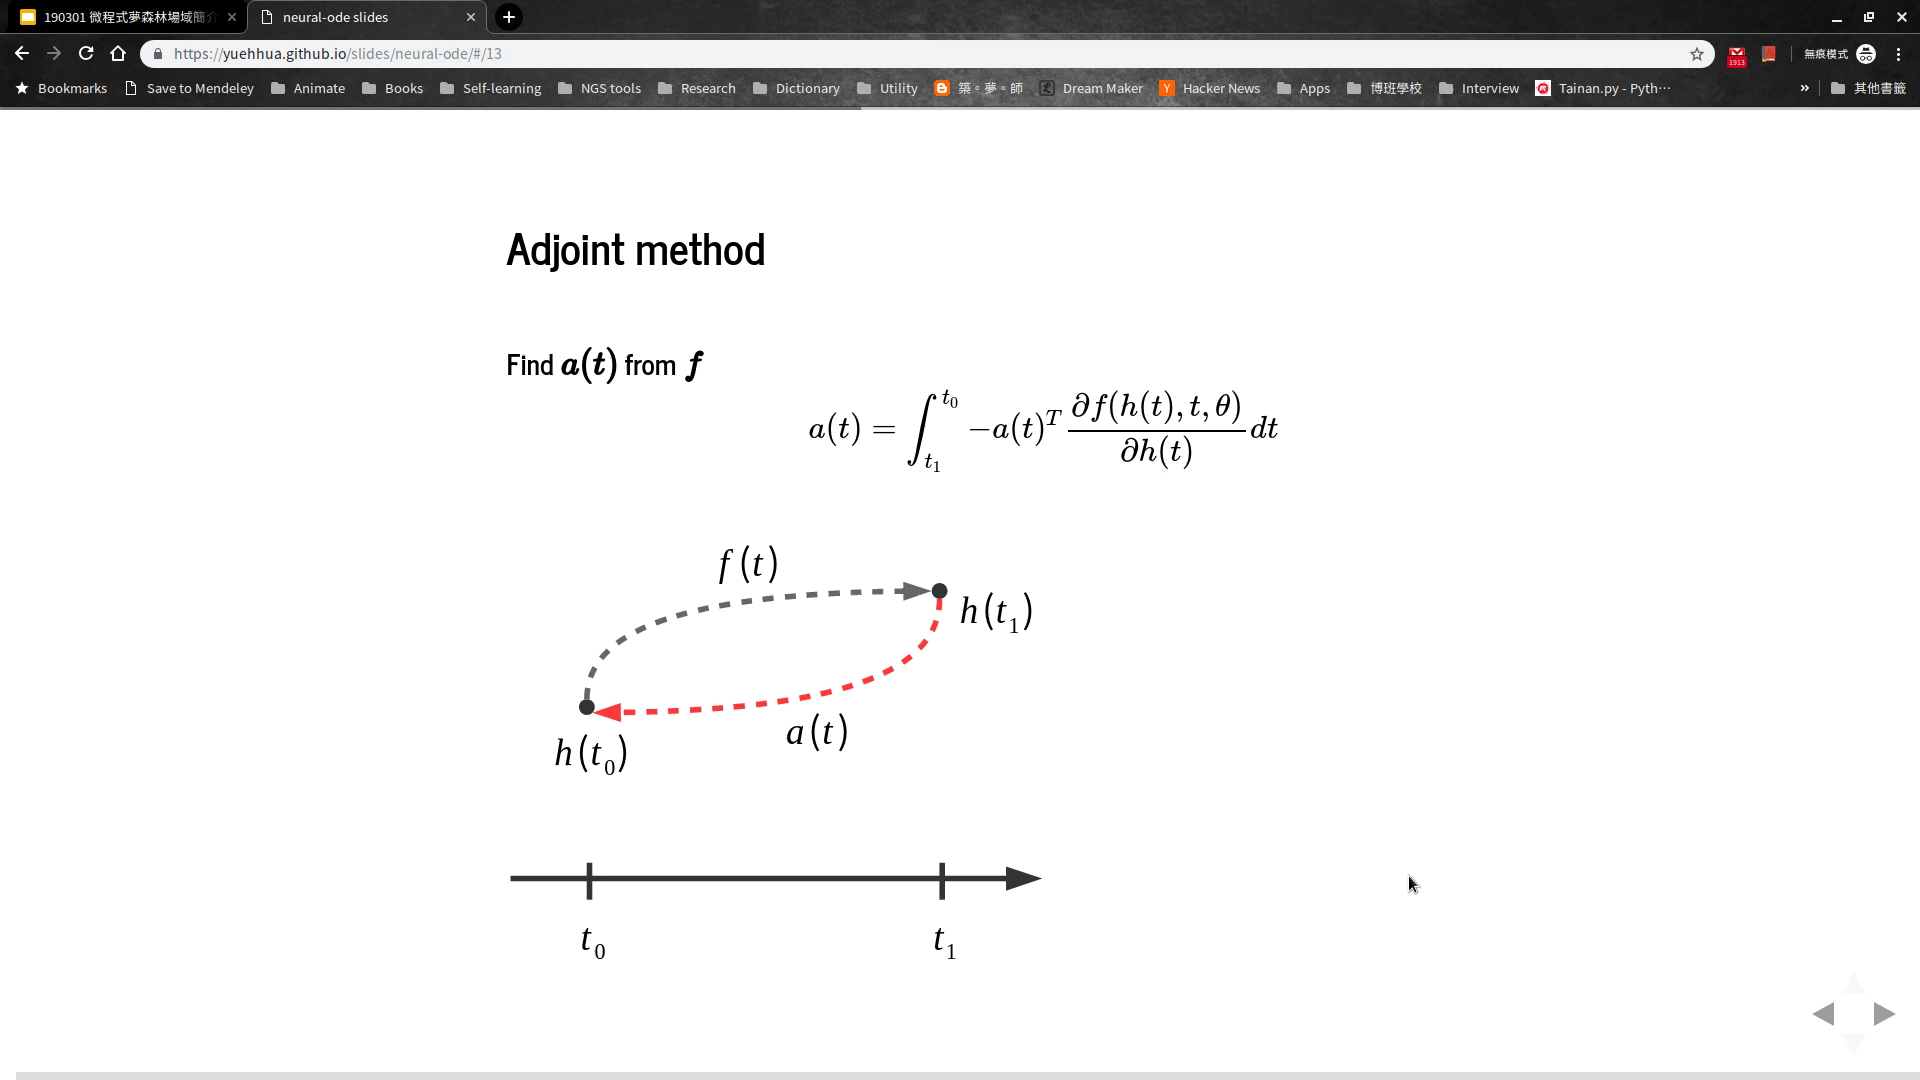 190301 微程式夢森林場域簡介
neural-ode slides
https://yuehhua.github.io/slides/neural-ode/#/13
1913
無痕模式
Bookmarks Save to Mendeley Animate Books Self-learning NGS tools Research Dictionary Utility 築。夢。師 Dream Maker Hacker News Apps 博班學校 Interview Tainan.py - Pyth… » 其他書籤
Adjoint method
Find a(t) from f
a(t) = ∫_{t_1}^{t_0} −a(t)^T ∂f(h(t), t, θ)/∂h(t) dt
f(t)
h(t_1)
a(t)
h(t_0)
t_0 t_1